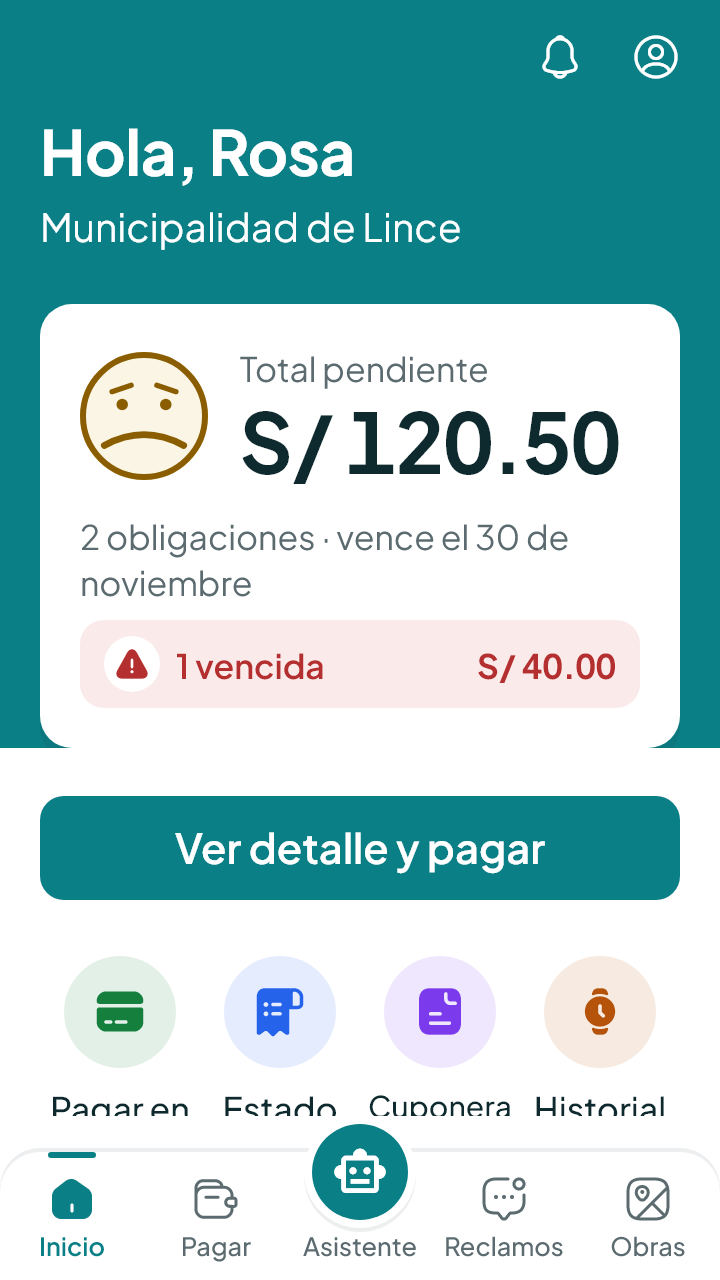 Hola, Rosa
Municipalidad de Lince
Total pendiente
S/ 120.50
2 obligaciones · vence el 30 de
noviembre
1 vencida S/ 40.00
Ver detalle y pagar
Pagar en Estado Cuponera Historial
Inicio Pagar Asistente Reclamos Obras